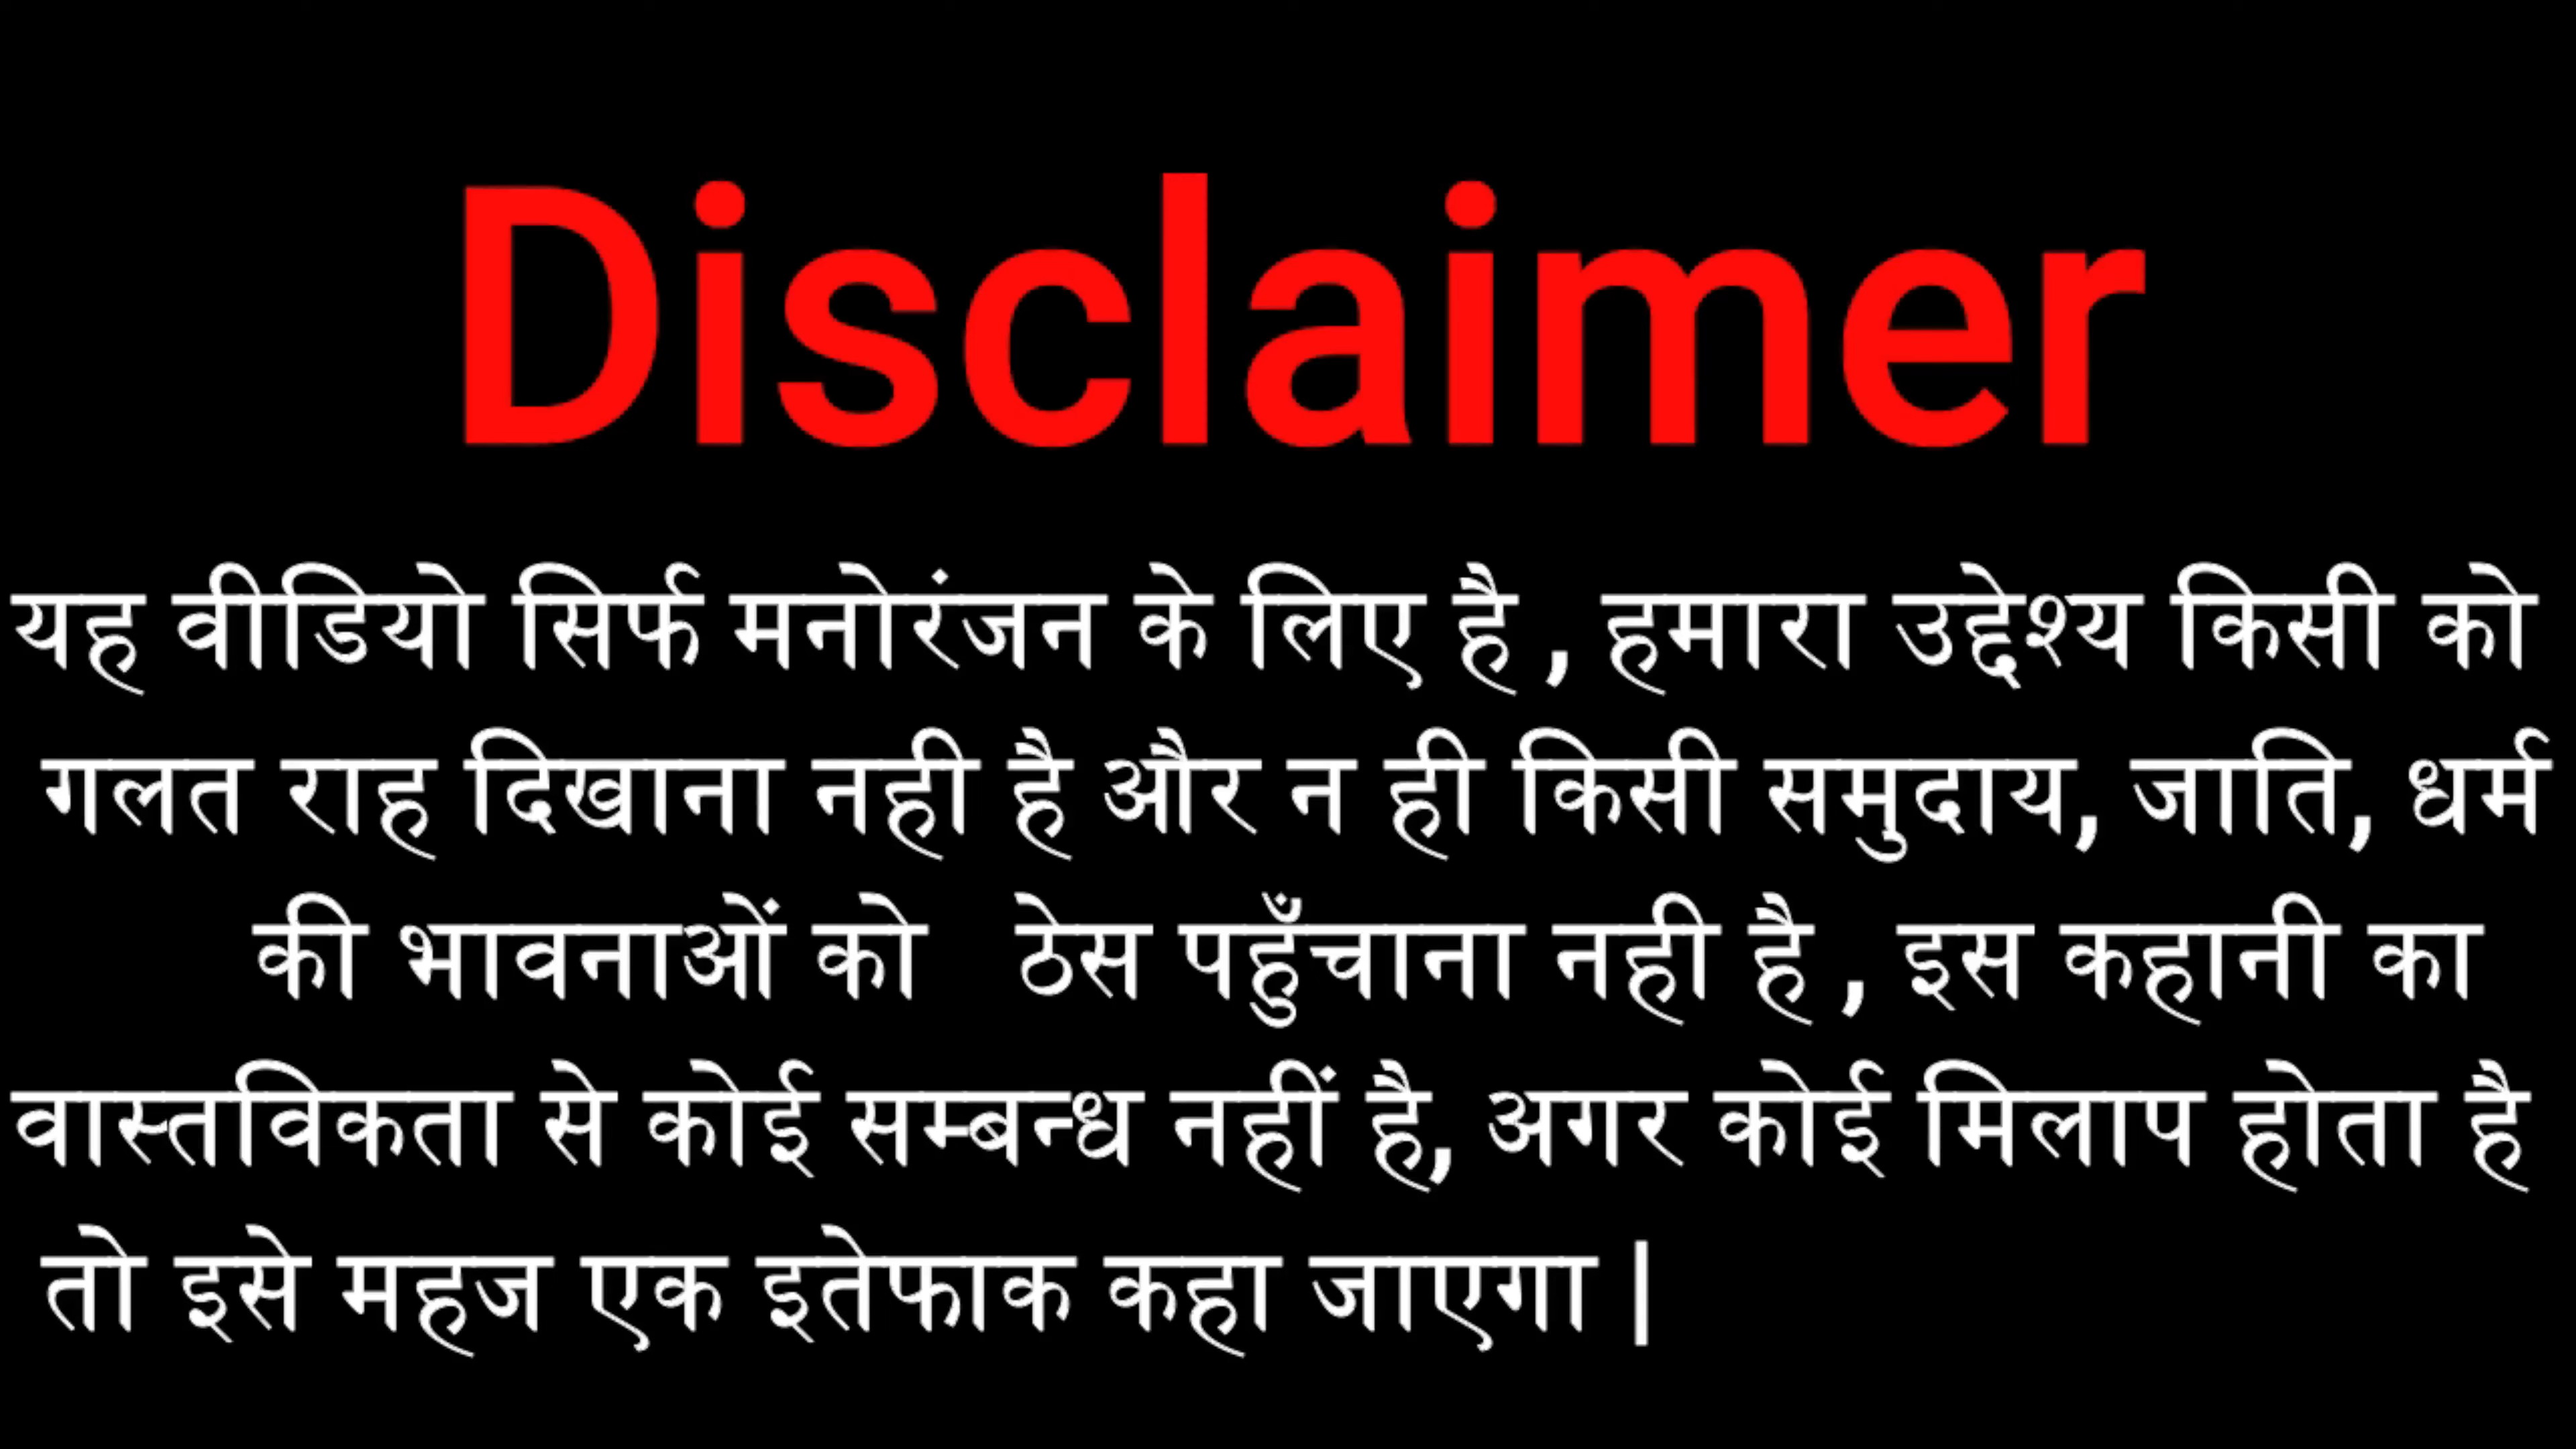 Disclaimer
यह वीडियो सिर्फ मनोरंजन के लिए है , हमारा उद्देश्य किसी को
गलत राह दिखाना नही है और न ही किसी समुदाय, जाति, धर्म
की भावनाओं को ठेस पहुँचाना नही है , इस कहानी का
वास्तविकता से कोई सम्बन्ध नहीं है, अगर कोई मिलाप होता है
तो इसे महज एक इतेफाक कहा जाएगा |